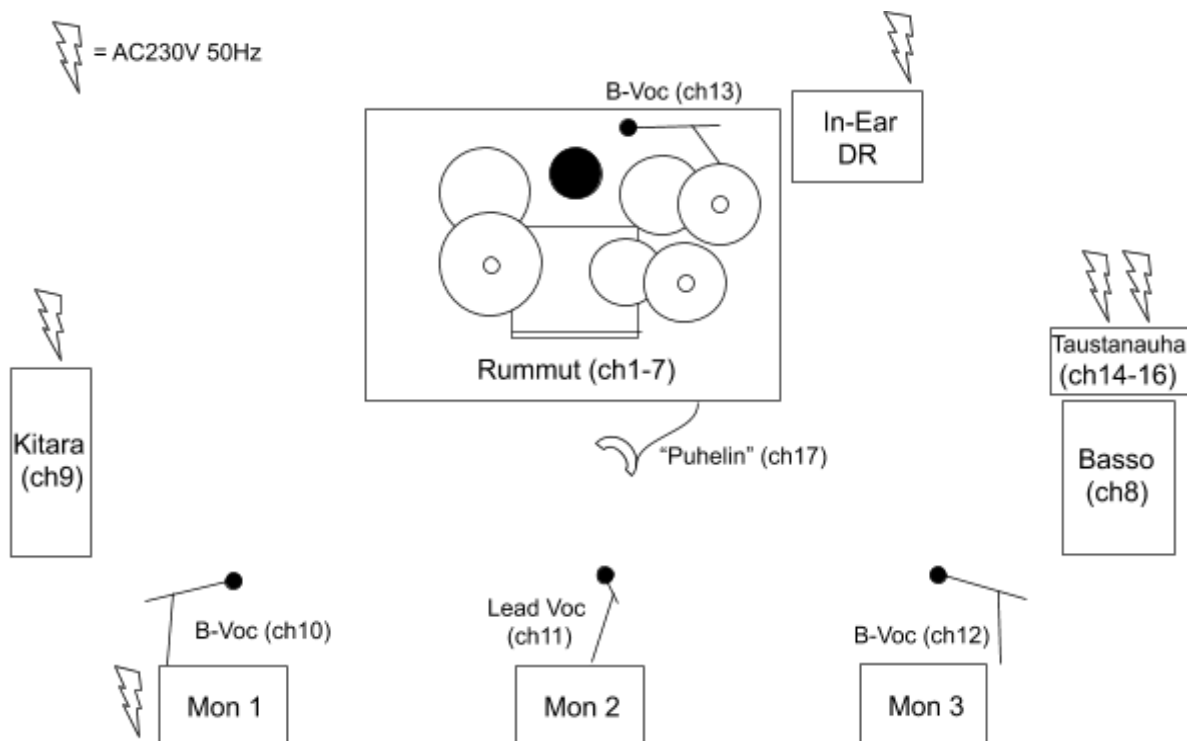 = AC230V 50Hz
B-Voc (ch13)
In-Ear
DR
Rummut (ch1-7)
Taustanauha
(ch14-16)
Kitara
(ch9)
"Puhelin" (ch17)
Basso
(ch8)
B-Voc (ch10)
Lead Voc
(ch11)
B-Voc (ch12)
Mon 1
Mon 2
Mon 3